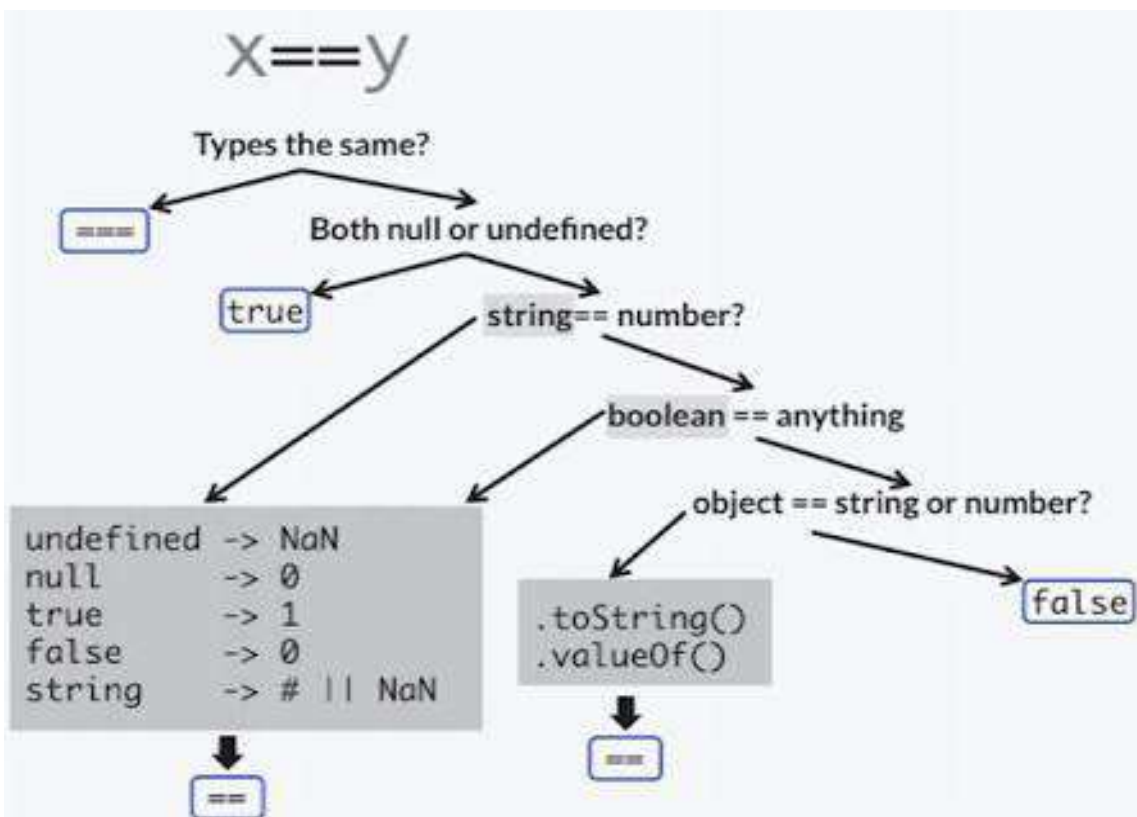 x==y
Types the same?
===
Both null or undefined?
true
string== number?
boolean == anything
object == string or number?
undefined -> NaN
null -> 0
true -> 1
false -> 0
string -> # || NaN
.toString()
.valueOf()
false
==
==